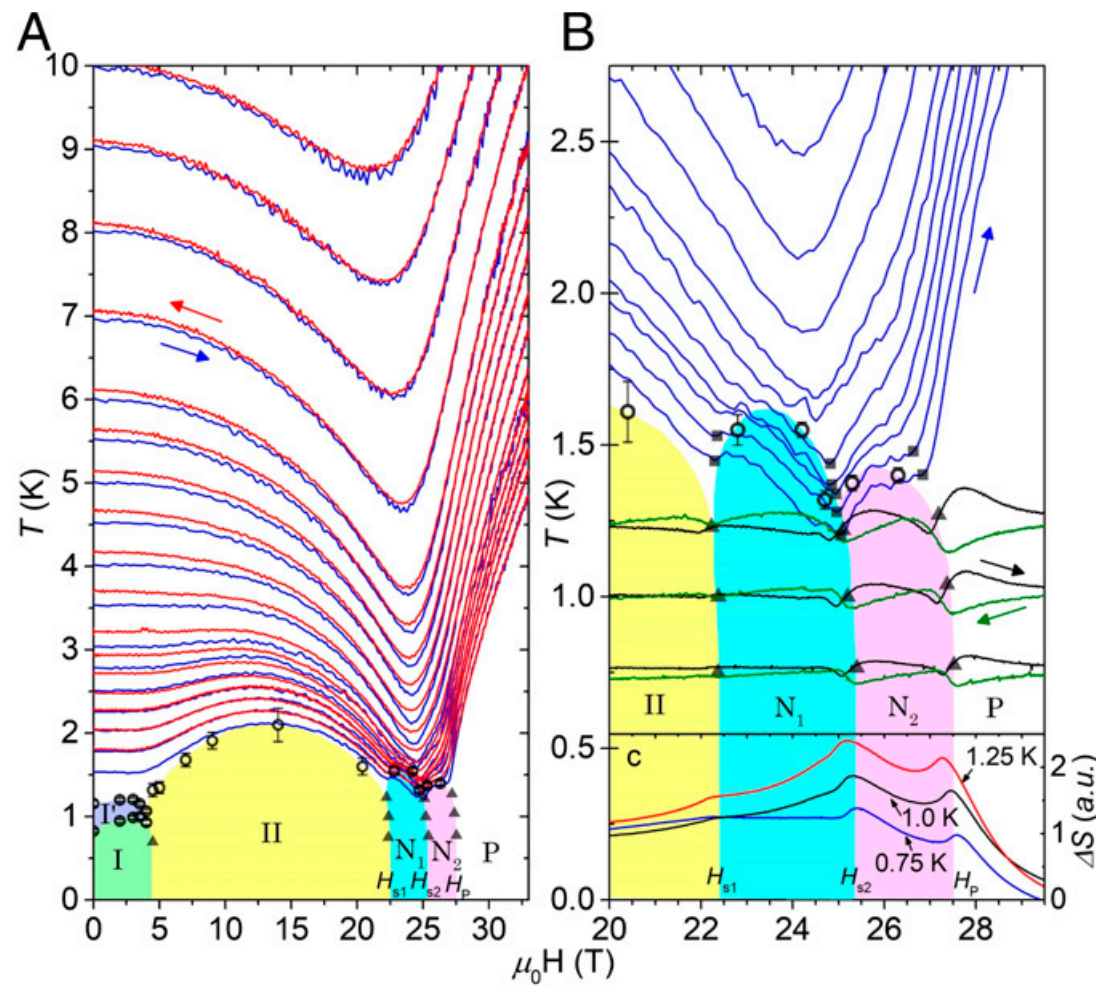 A
B
10
9
8
7
6
5
4
3
2
1
0
T (K)
I'
I
II
N₁
N₂
P
Hs1
Hs2
HP
0
5
10
15
20
25
30
2.5
2.0
1.5
1.0
0.5
0.0
T (K)
II
N₁
N₂
P
c
1.25 K
1.0 K
0.75 K
Hs1
Hs2
HP
2
1
0
ΔS (a.u.)
20
22
24
26
28
μ₀H (T)